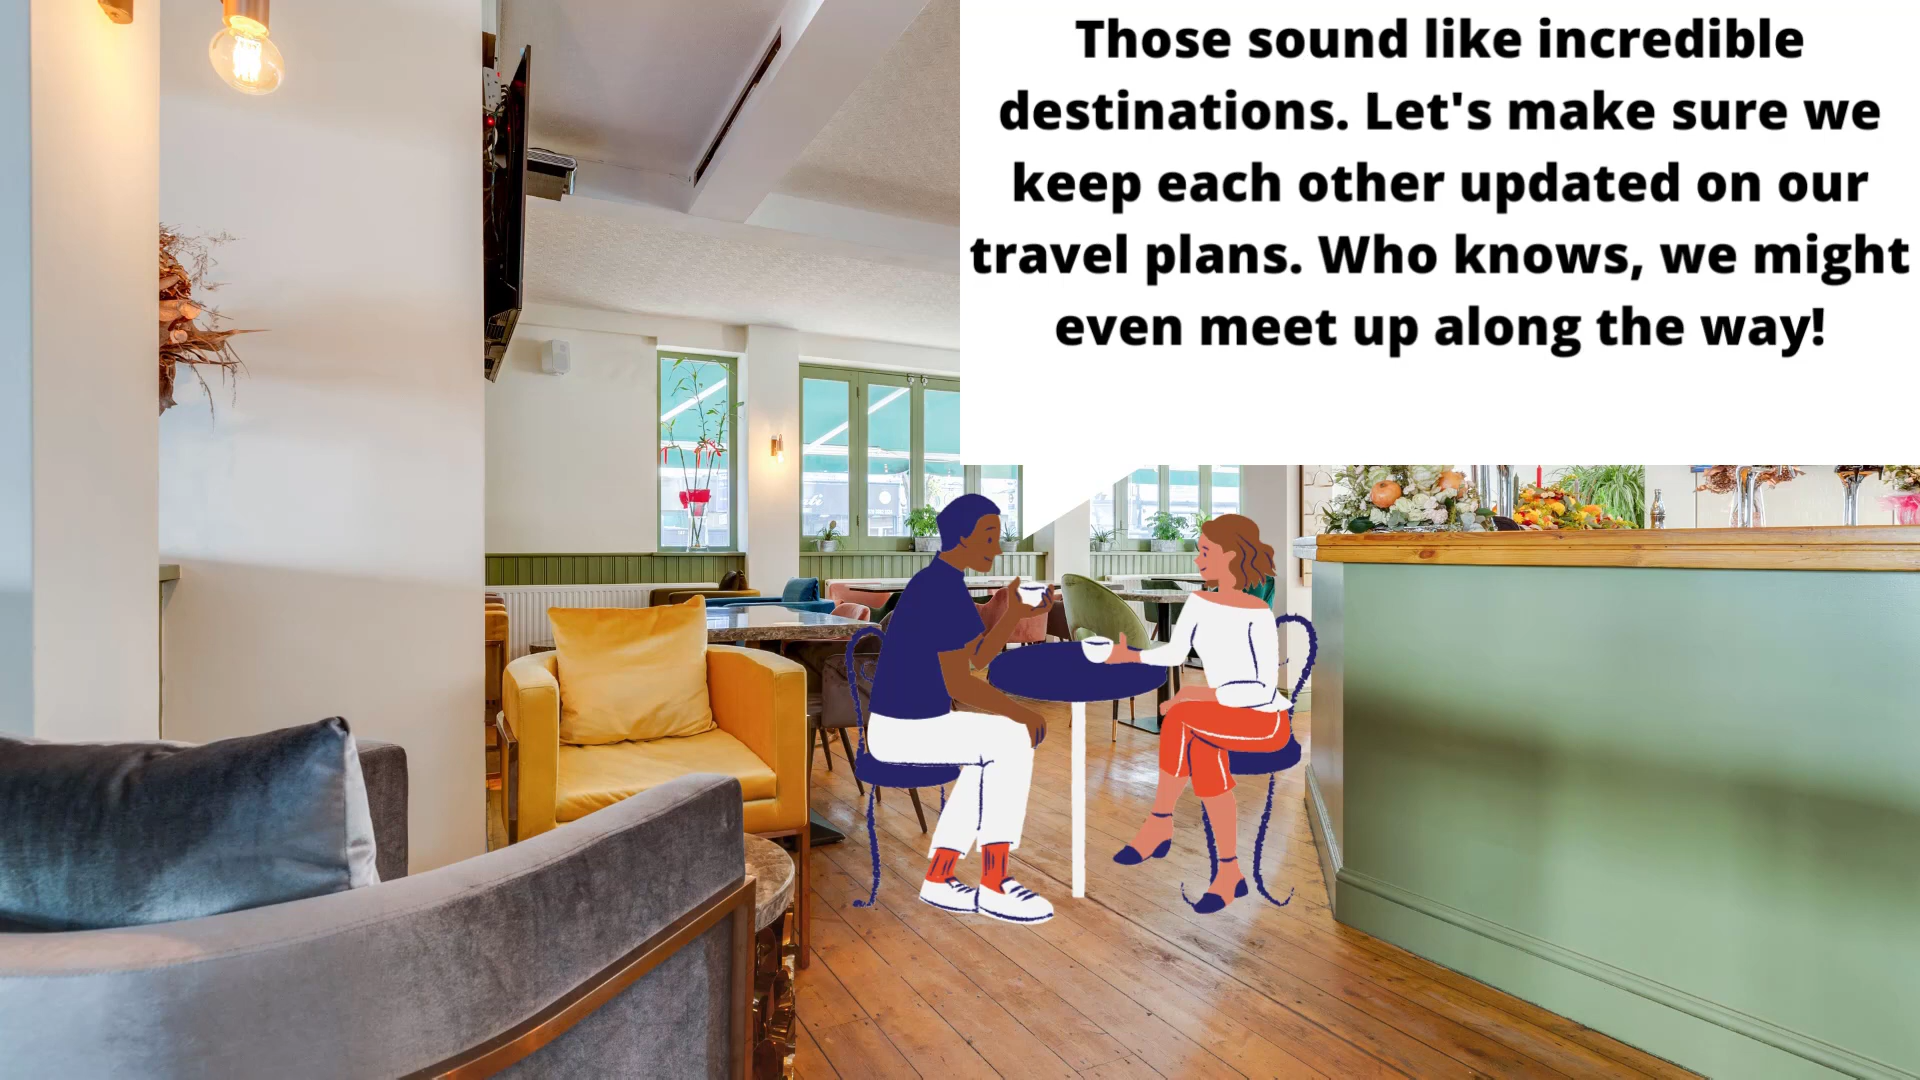 Those sound like incredible
destinations. Let's make sure we
keep each other updated on our
travel plans. Who knows, we might
even meet up along the way!